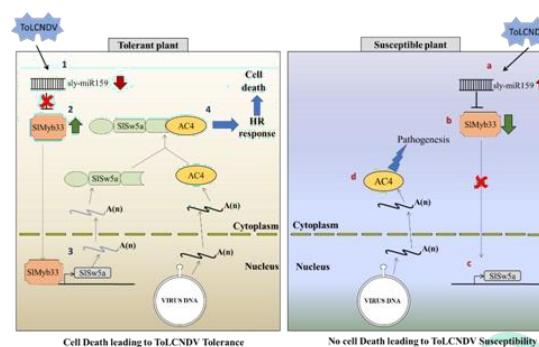 ToLCNDV
Tolerant plant
1
sly-miR159
2
SlMyb33
SlSw5a
AC4
4
HR
response
Cell
death
SlSw5a
AC4
A(n)
A(n)
Cytoplasm
Nucleus
A(n)
A(n)
3
SlMyb33
SlSw5a
VIRUS DNA
Cell Death leading to ToLCNDV Tolerance
Susceptible plant
ToLCND
a
sly-miR159
b
SlMyb33
Pathogenesis
d
AC4
A(n)
Cytoplasm
Nucleus
A(n)
c
SlSw5a
VIRUS DNA
No cell Death leading to ToLCNDV Susceptibility